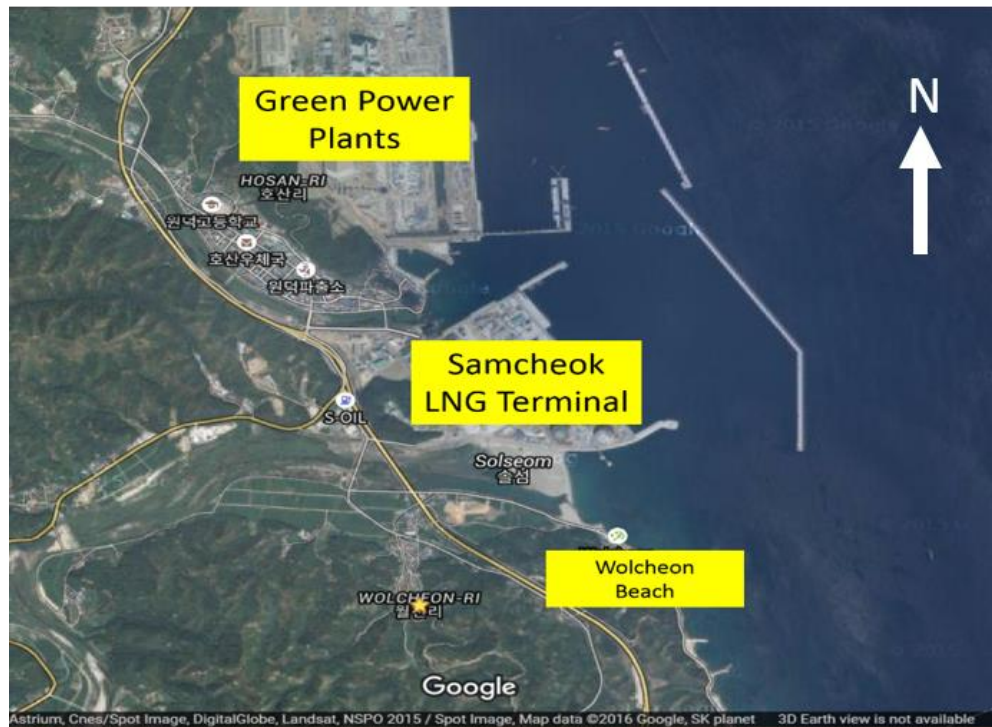 Green Power
Plants
N
HOSAN-RI
호산리
원덕고등학교
호산우체국
원덕파출소
Samcheok
LNG Terminal
S-OIL
Solseom
솔섬
Wolcheon
Beach
WOLCHEON-RI
월천리
Google
Astrium, Cnes/Spot Image, DigitalGlobe, Landsat, NSPO 2015 / Spot Image, Map data ©2016 Google, SK planet 3D Earth view is not available